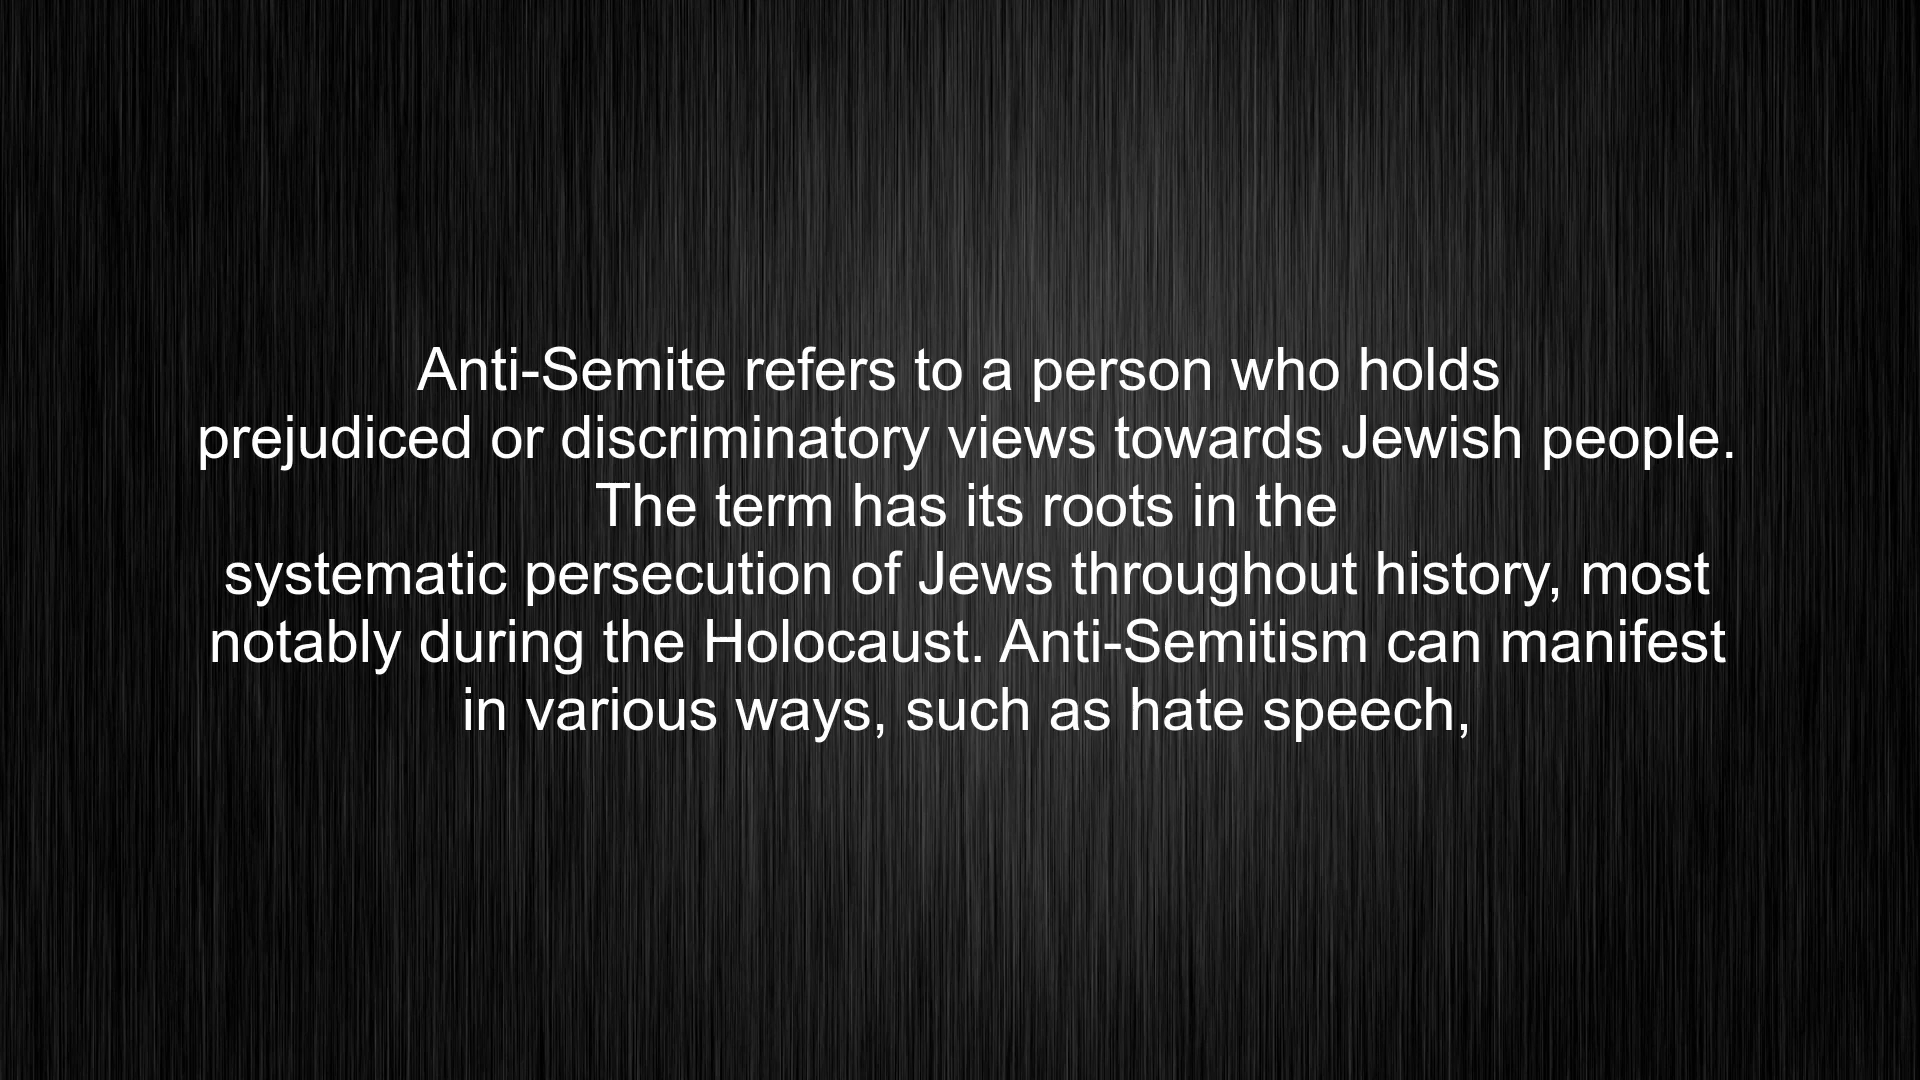 Anti-Semite refers to a person who holds
prejudiced or discriminatory views towards Jewish people.
The term has its roots in the
systematic persecution of Jews throughout history, most
notably during the Holocaust. Anti-Semitism can manifest
in various ways, such as hate speech,